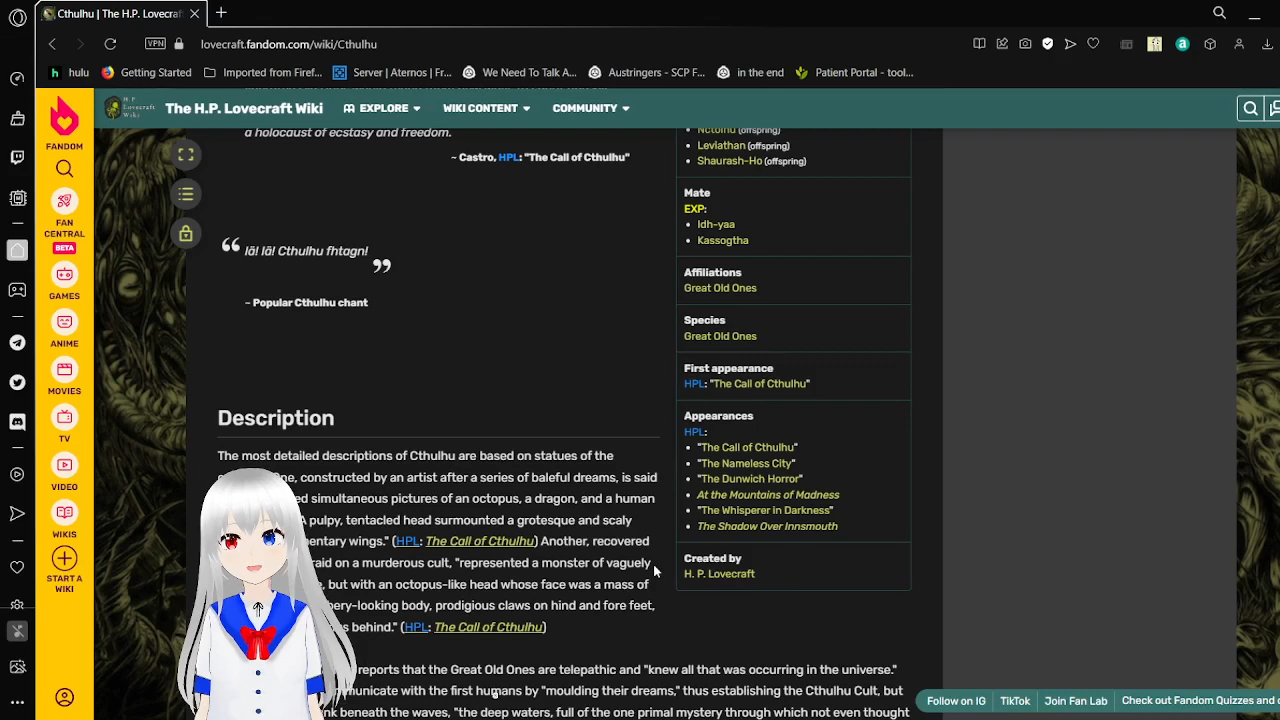 Cthulhu | The H.P. Lovecraf
lovecraft.fandom.com/wiki/Cthulhu
VPN
hulu
Getting Started
Imported from Firef...
Server | Aternos | Fr...
We Need To Talk A...
Austringers - SCP F...
in the end
Patient Portal - tool...
H P Lovecraft Wiki
The H.P. Lovecraft Wiki
EXPLORE
WIKI CONTENT
COMMUNITY
FANDOM
FAN CENTRAL
BETA
GAMES
ANIME
MOVIES
TV
VIDEO
WIKIS
START A WIKI
a holocaust of ecstasy and freedom.
~ Castro, HPL: "The Call of Cthulhu"
“ Iä! Iä! Cthulhu fhtagn! ”
~ Popular Cthulhu chant
Description
The most detailed descriptions of Cthulhu are based on statues of the
One, constructed by an artist after a series of baleful dreams, is said
simultaneous pictures of an octopus, a dragon, and a human
A pulpy, tentacled head surmounted a grotesque and scaly
wings." (HPL: The Call of Cthulhu) Another, recovered
raid on a murderous cult, "represented a monster of vaguely
but with an octopus-like head whose face was a mass of
body, prodigious claws on hind and fore feet,
behind." (HPL: The Call of Cthulhu)
reports that the Great Old Ones are telepathic and "knew all that was occurring in the universe."
with the first humans by "moulding their dreams," thus establishing the Cthulhu Cult, but
beneath the waves, "the deep waters, full of the one primal mystery through which not even thought
Nctolhu (offspring)
Leviathan (offspring)
Shaurash-Ho (offspring)
Mate
EXP:
Idh-yaa
Kassogtha
Affiliations
Great Old Ones
Species
Great Old Ones
First appearance
HPL: "The Call of Cthulhu"
Appearances
HPL:
"The Call of Cthulhu"
"The Nameless City"
"The Dunwich Horror"
At the Mountains of Madness
"The Whisperer in Darkness"
The Shadow Over Innsmouth
Created by
H. P. Lovecraft
Follow on IG
TikTok
Join Fan Lab
Check out Fandom Quizzes and